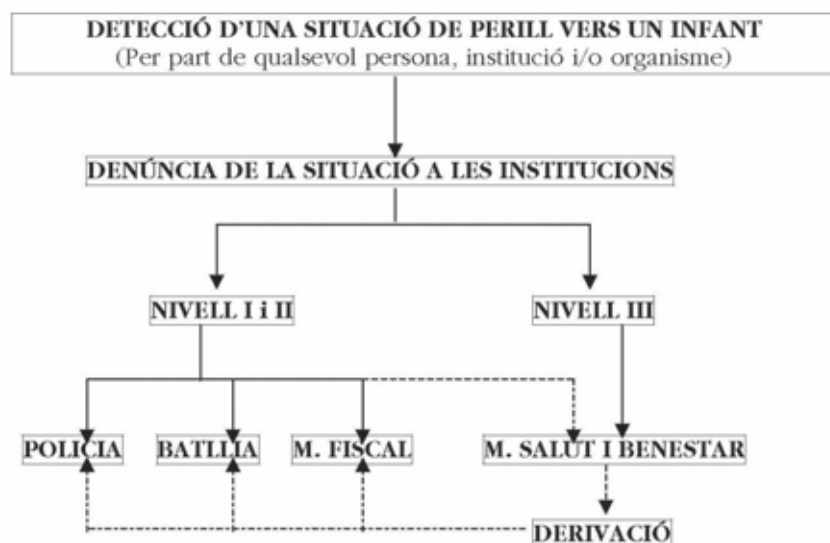 DETECCIÓ D'UNA SITUACIÓ DE PERILL VERS UN INFANT
(Per part de qualsevol persona, institució i/o organisme)
DENÚNCIA DE LA SITUACIÓ A LES INSTITUCIONS
NIVELL I i II
NIVELL III
POLICIA
BATLLIA
M. FISCAL
M. SALUT I BENESTAR
DERIVACIÓ